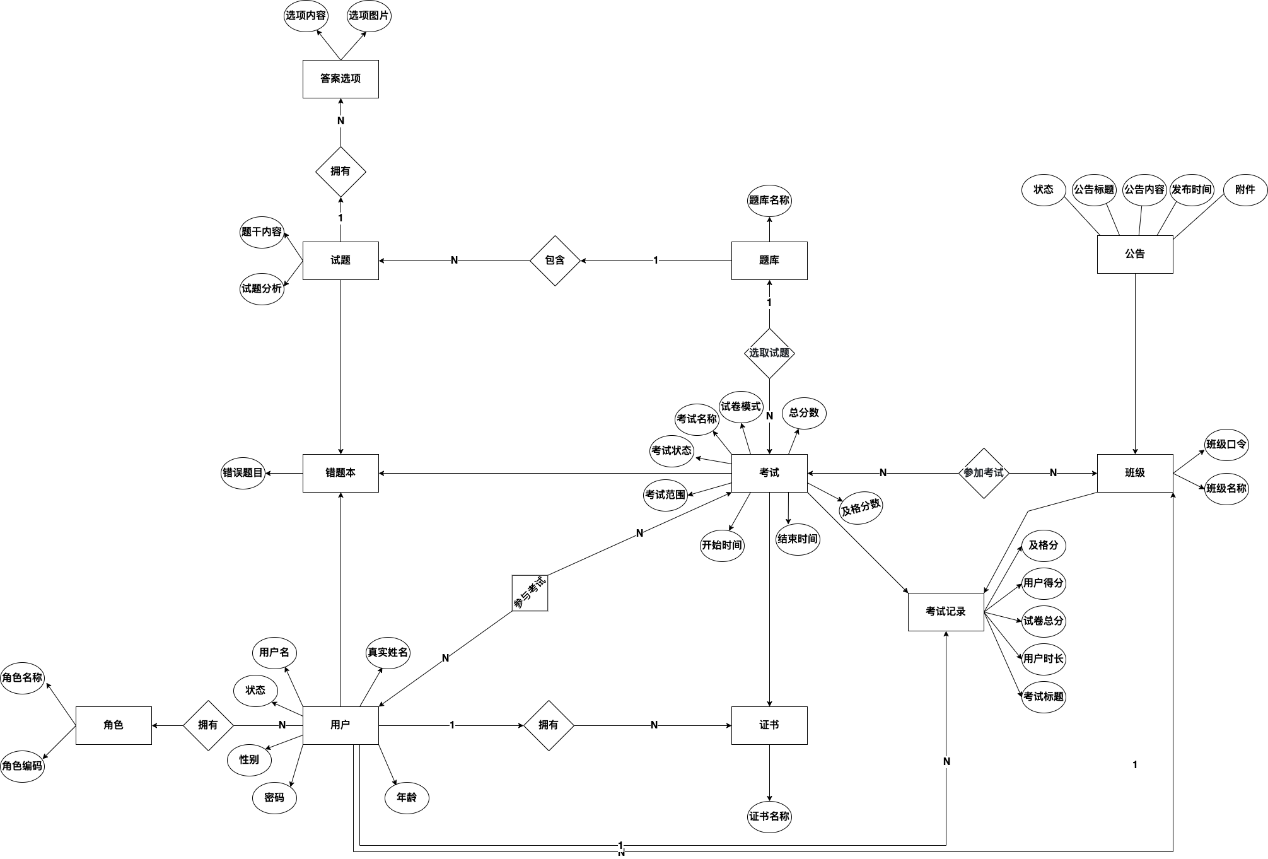 选项内容
选项图片
答案选项
N
拥有
1
状态
公告标题
公告内容
发布时间
附件
题库名称
题干内容
试题
N
包含
1
题库
公告
试题分析
1
选取试题
N
考试名称
试卷模式
总分数
考试状态
班级口令
错误题目
错题本
考试
N
参加考试
N
班级
考试范围
及格分数
班级名称
N
开始时间
结束时间
及格分
参与考试
用户得分
考试记录
试卷总分
用户名
真实姓名
N
用户时长
角色名称
状态
考试标题
角色
拥有
N
用户
1
拥有
N
证书
性别
角色编码
N
1
密码
年龄
证书名称
1
N